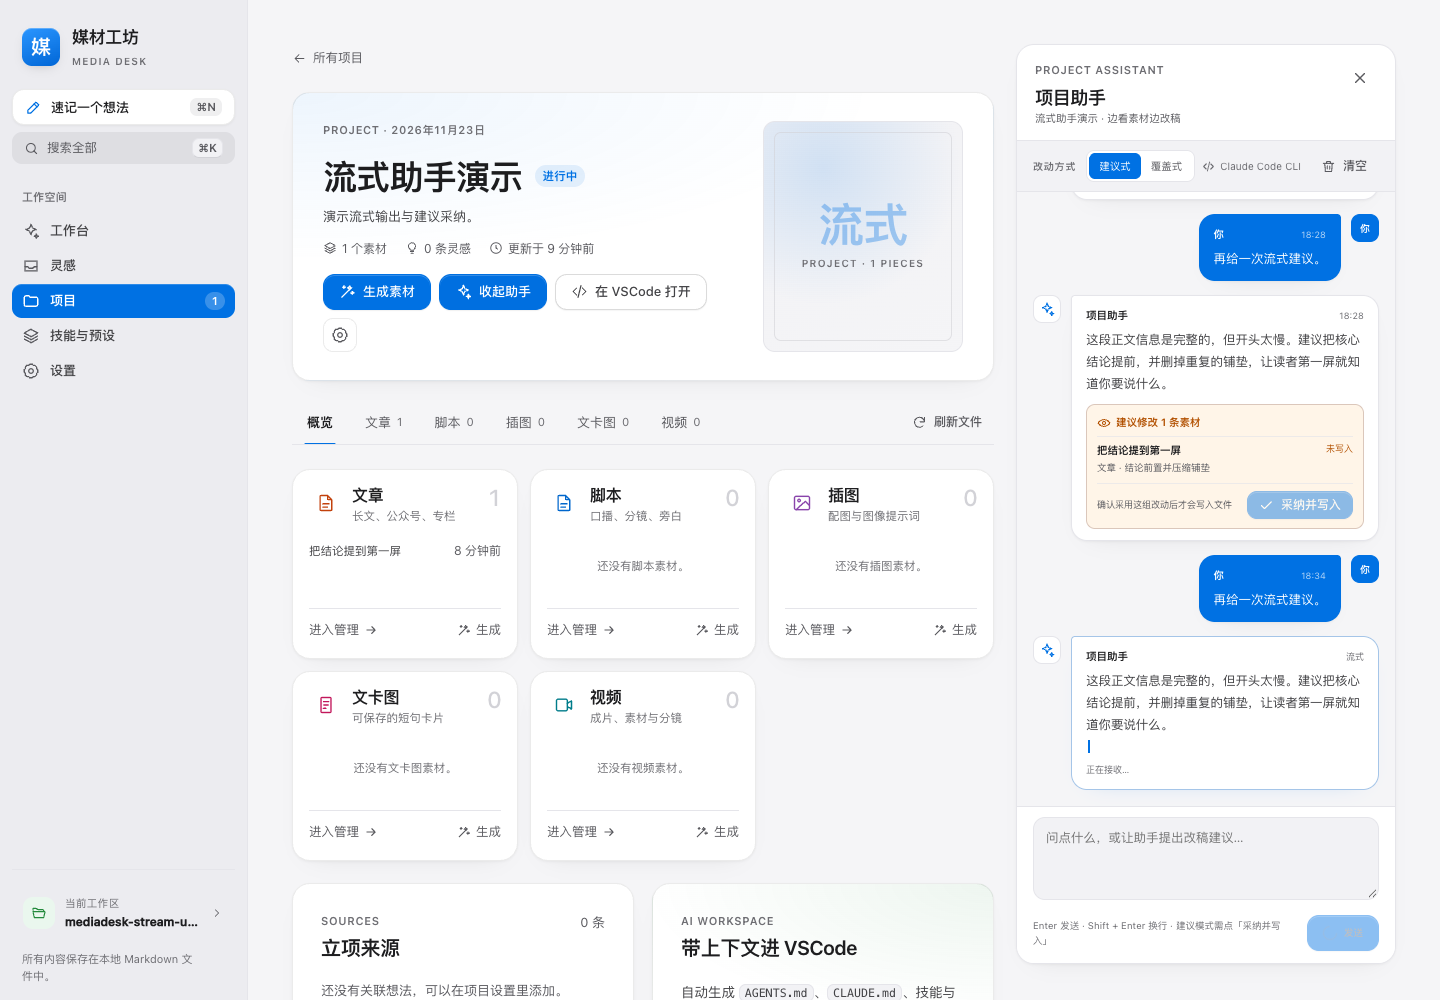 媒
媒材工坊
MEDIA DESK
速记一个想法
⌘N
搜索全部
⌘K
工作空间
工作台
灵感
项目
1
技能与预设
设置
当前工作区
mediadesk-stream-u...
所有内容保存在本地 Markdown 文
件中。
← 所有项目
PROJECT · 2026年11月23日
流式助手演示
进行中
演示流式输出与建议采纳。
1 个素材
0 条灵感
更新于 9 分钟前
生成素材
收起助手
在 VSCode 打开
流式
PROJECT · 1 PIECES
概览
文章 1
脚本 0
插图 0
文卡图 0
视频 0
刷新文件
文章
1
长文、公众号、专栏
把结论提到第一屏
8 分钟前
进入管理 →
生成
脚本
0
口播、分镜、旁白
还没有脚本素材。
进入管理 →
生成
插图
0
配图与图像提示词
还没有插图素材。
进入管理 →
生成
文卡图
0
可保存的短句卡片
还没有文卡图素材。
进入管理 →
生成
视频
0
成片、素材与分镜
还没有视频素材。
进入管理 →
生成
SOURCES
0 条
立项来源
还没有关联想法，可以在项目设置里添加。
AI WORKSPACE
带上下文进 VSCode
自动生成 AGENTS.md 、 CLAUDE.md 、技能与
PROJECT ASSISTANT
项目助手
流式助手演示 · 边看素材边改稿
改动方式
建议式
覆盖式
Claude Code CLI
清空
你
18:28
再给一次流式建议。
你
项目助手
18:28
这段正文信息是完整的，但开头太慢。建议把核心
结论提前，并删掉重复的铺垫，让读者第一屏就知
道你要说什么。
建议修改 1 条素材
把结论提到第一屏
未写入
文章 · 结论前置并压缩铺垫
确认采用这组改动后才会写入文件
采纳并写入
你
18:34
再给一次流式建议。
你
项目助手
流式
这段正文信息是完整的，但开头太慢。建议把核心
结论提前，并删掉重复的铺垫，让读者第一屏就知
道你要说什么。
正在接收...
问点什么，或让助手提出改稿建议...
Enter 发送 · Shift + Enter 换行 · 建议模式需点「采纳并写
入」